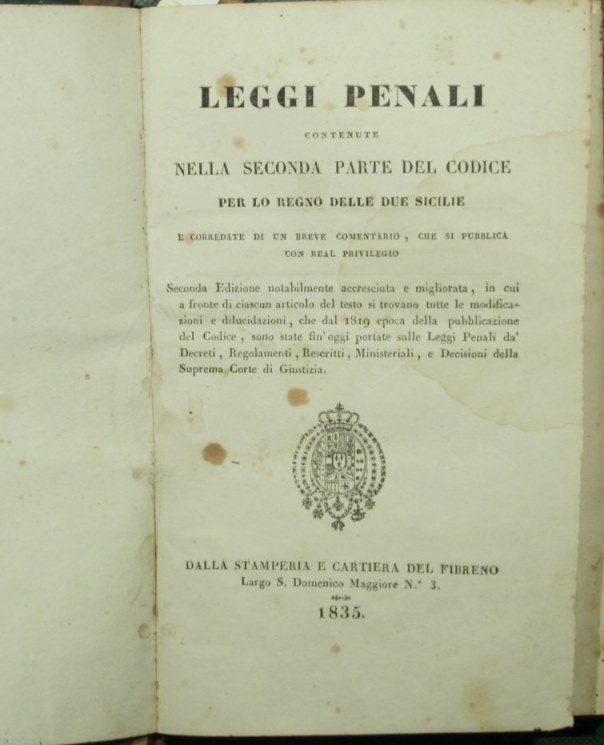 LEGGI PENALI
CONTENUTE
NELLA SECONDA PARTE DEL CODICE
PER LO REGNO DELLE DUE SICILIE
E CORREDATE DI UN BREVE COMENTARIO , CHE SI PUBBLICA
CON REAL PRIVILEGIO
Seconda Edizione notabilmente accresciuta e migliorata , in cui
a fronte di ciascun articolo del testo si trovano tutte le modifica-
zioni e dilucidazioni , che dal 1819 epoca della pubblicazione
del Codice , sono state fin' oggi portate sulle Leggi Penali da'
Decreti , Regolamenti , Rescritti , Ministeriali , e Decisioni della
Suprema Corte di Giustizia.
DALLA STAMPERIA E CARTIERA DEL FIBRENO
Largo S. Domenico Maggiore N.° 3.
1835.